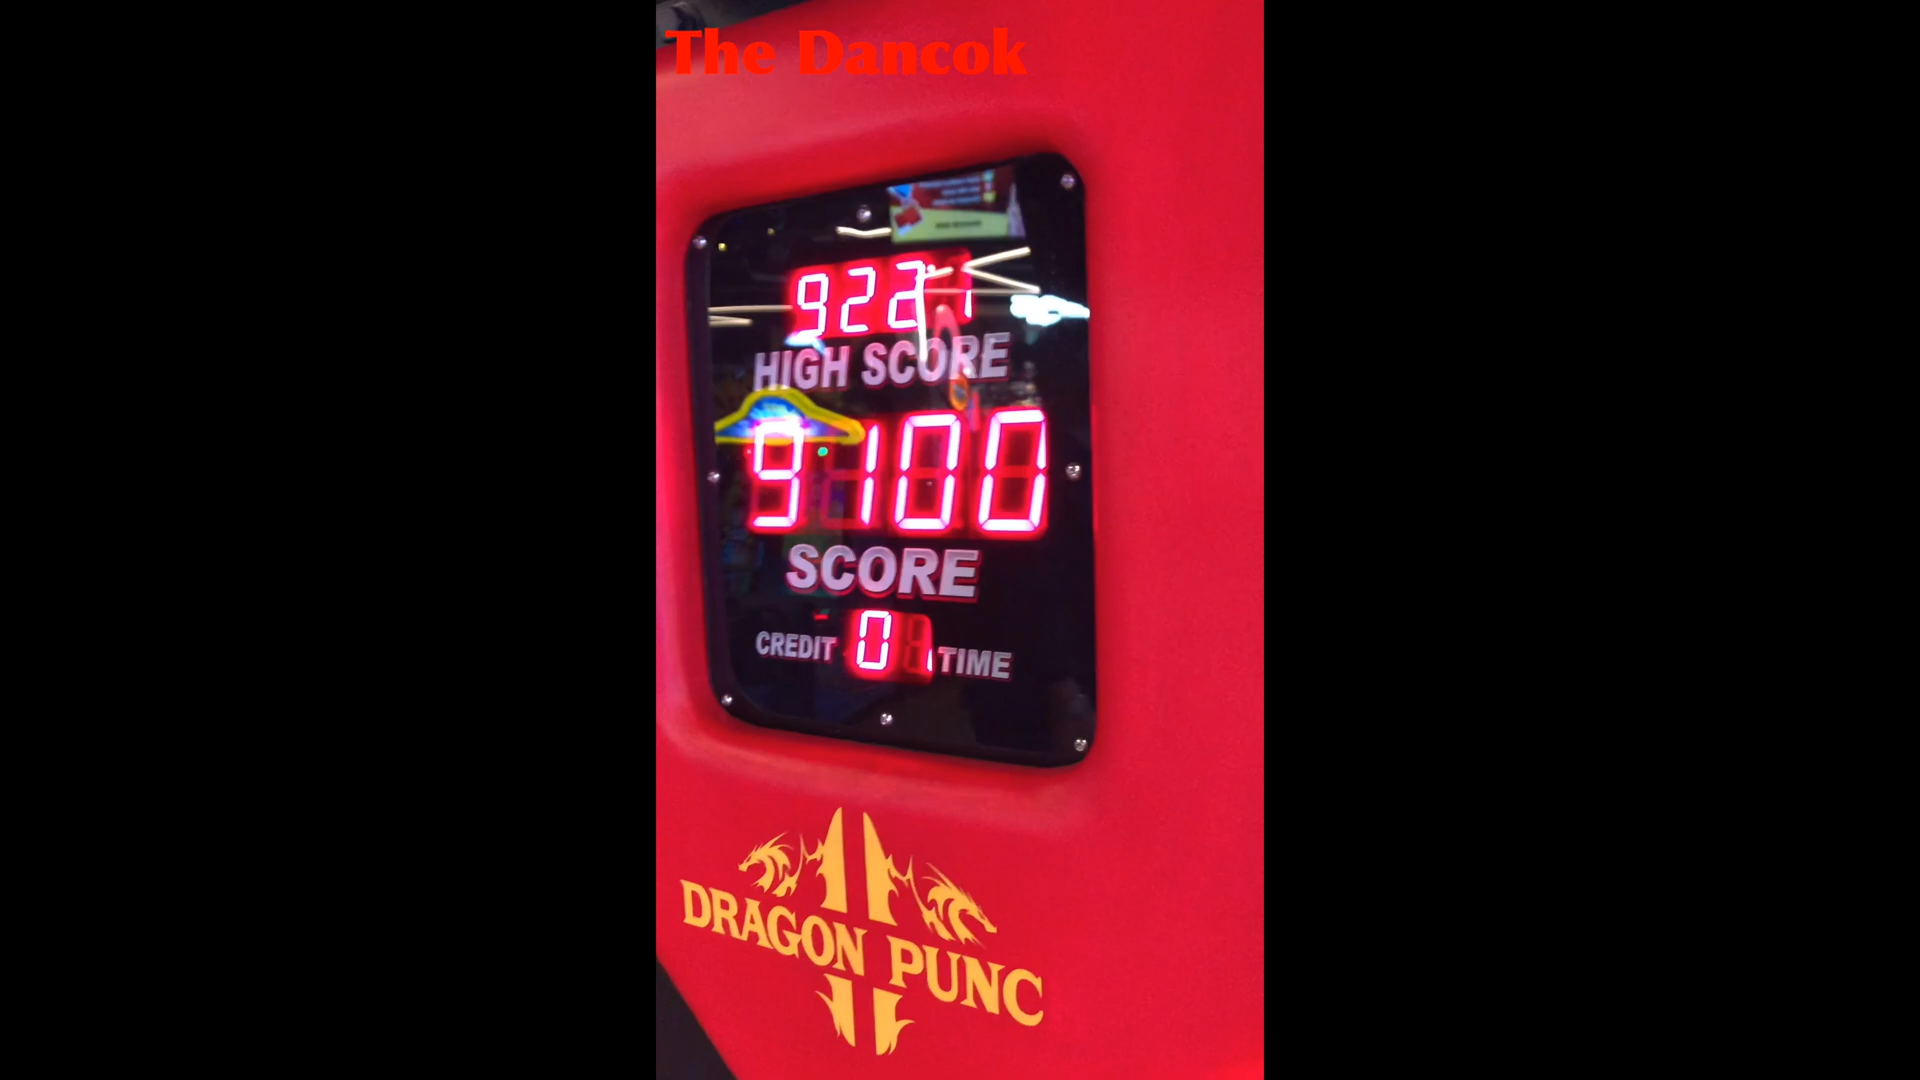 The Dancok
HIGH SCORE
9100
SCORE
CREDIT 0 TIME
DRAGON PUNC